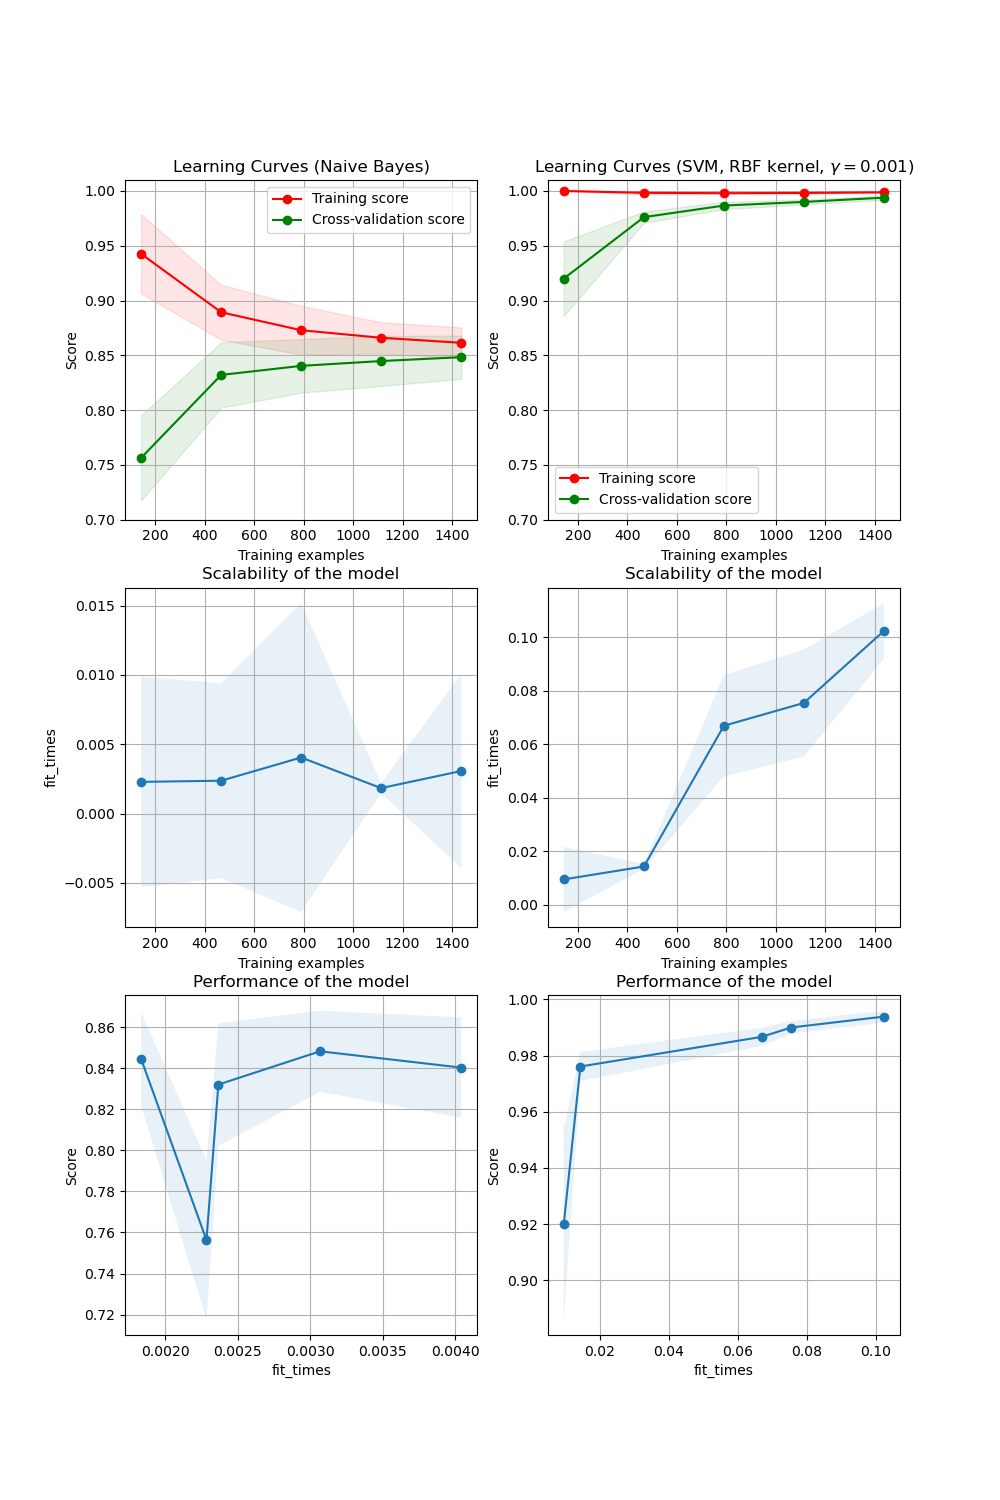 Learning Curves (Naive Bayes)
1.00
0.95
0.90
0.85
0.80
0.75
0.70
Score
Training score
Cross-validation score
200 400 600 800 1000 1200 1400
Training examples
Learning Curves (SVM, RBF kernel, γ = 0.001)
1.00
0.95
0.90
0.85
0.80
0.75
0.70
Score
Training score
Cross-validation score
200 400 600 800 1000 1200 1400
Training examples
Scalability of the model
0.015
0.010
0.005
0.000
−0.005
fit_times
200 400 600 800 1000 1200 1400
Training examples
Scalability of the model
0.10
0.08
0.06
0.04
0.02
0.00
fit_times
200 400 600 800 1000 1200 1400
Training examples
Performance of the model
0.86
0.84
0.82
0.80
0.78
0.76
0.74
0.72
Score
0.0020 0.0025 0.0030 0.0035 0.0040
fit_times
Performance of the model
1.00
0.98
0.96
0.94
0.92
0.90
Score
0.02 0.04 0.06 0.08 0.10
fit_times